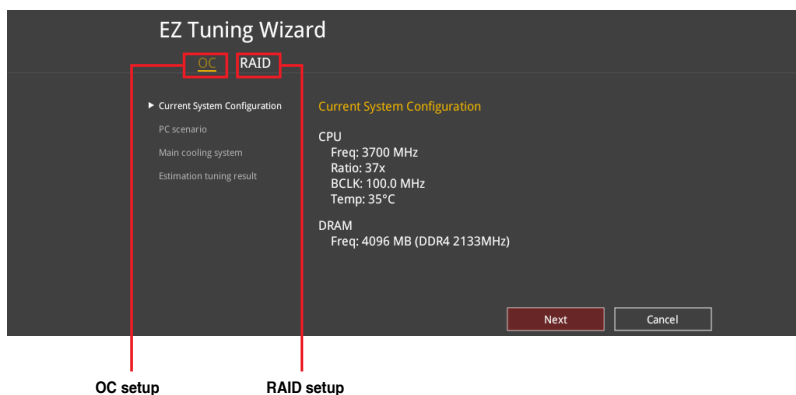 EZ Tuning Wizard
OC RAID
Current System Configuration
PC scenario
Main cooling system
Estimation tuning result
Current System Configuration
CPU
Freq: 3700 MHz
Ratio: 37x
BCLK: 100.0 MHz
Temp: 35°C
DRAM
Freq: 4096 MB (DDR4 2133MHz)
Next Cancel
OC setup RAID setup